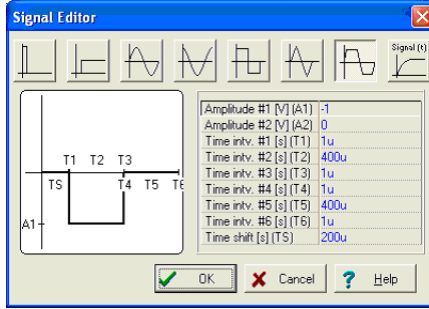 Signal Editor
Signal (t)
T1 T2 T3
TS T4 T5 T6
A1
Amplitude #1 [V] (A1) -1
Amplitude #2 [V] (A2) 0
Time intv. #1 [s] (T1) 1u
Time intv. #2 [s] (T2) 400u
Time intv. #3 [s] (T3) 1u
Time intv. #4 [s] (T4) 1u
Time intv. #5 [s] (T5) 400u
Time intv. #6 [s] (T6) 1u
Time shift [s] (TS) 200u
OK Cancel ? Help